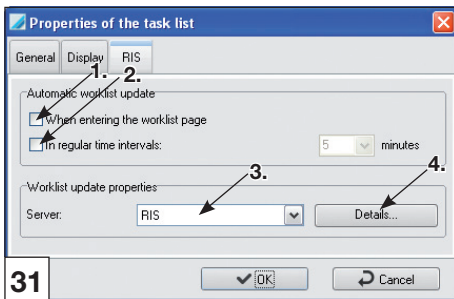 Properties of the task list
General Display RIS
1. 2.
Automatic worklist update
When entering the worklist page
In regular time intervals: 5 minutes
3. 4.
Worklist update properties
Server: RIS Details...
31 OK Cancel